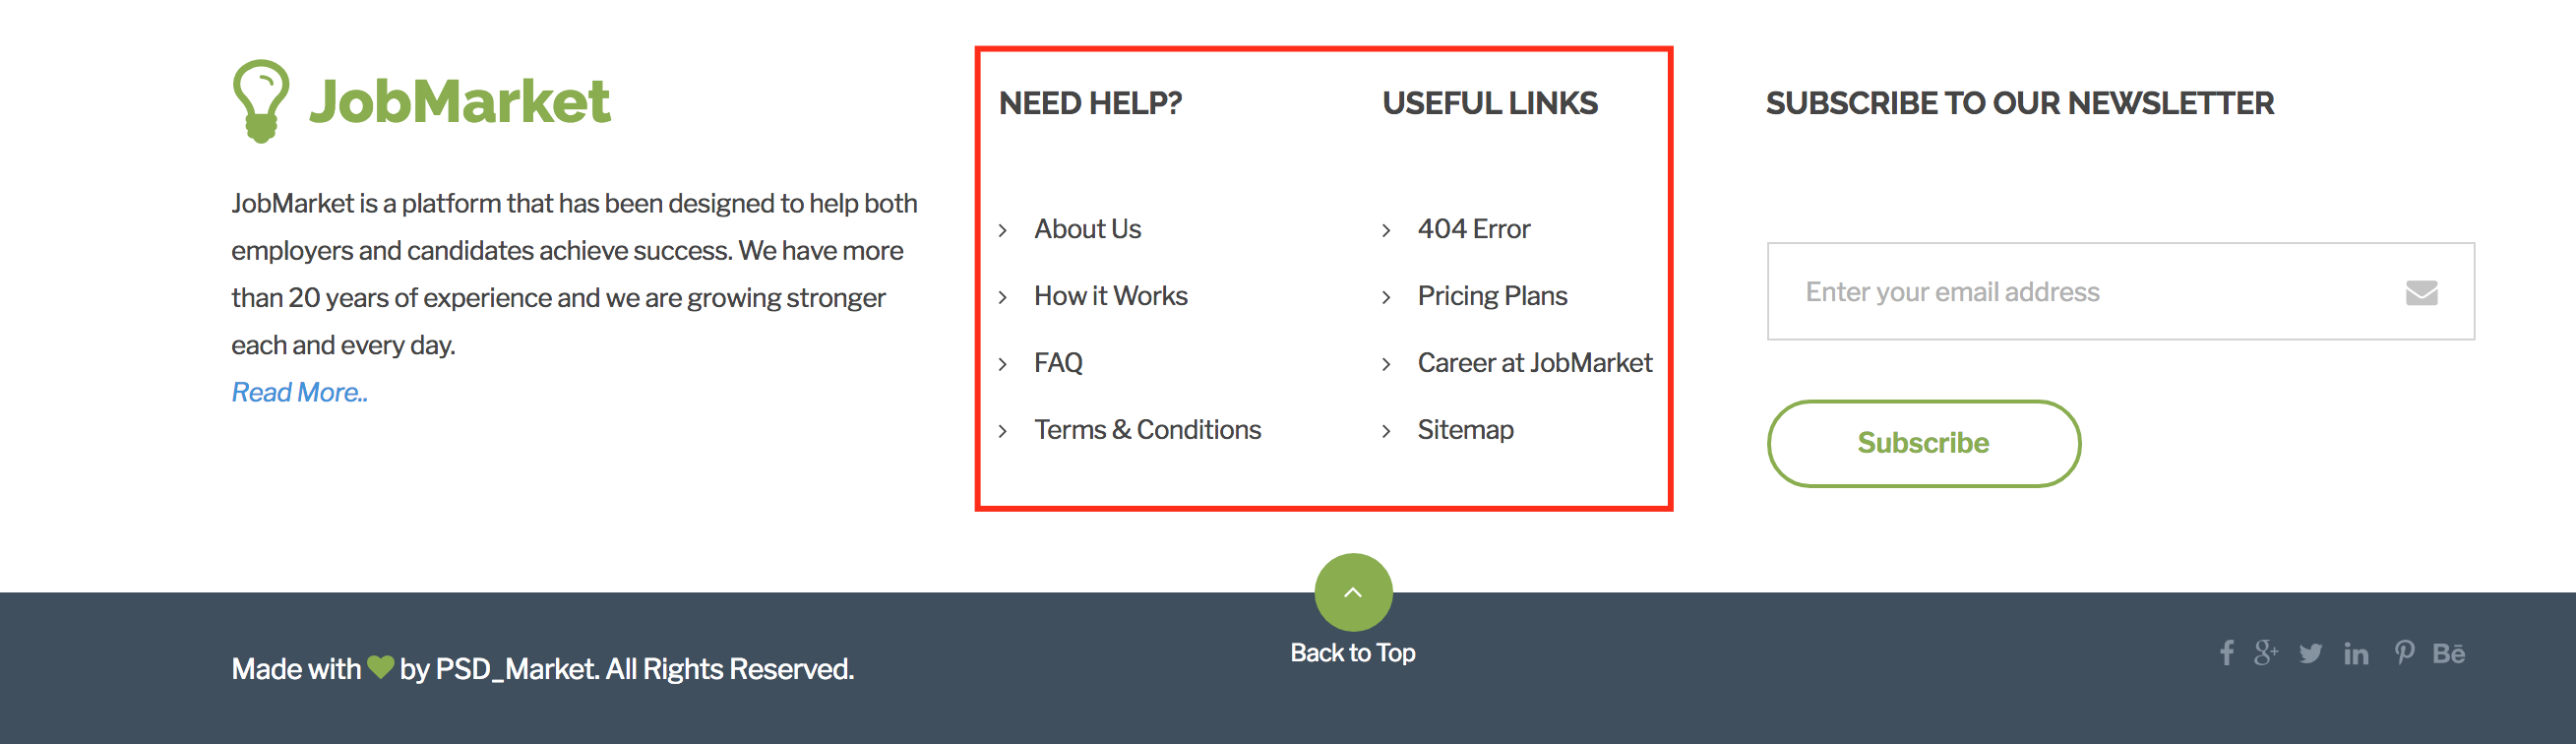 JobMarket
JobMarket is a platform that has been designed to help both
employers and candidates achieve success. We have more
than 20 years of experience and we are growing stronger
each and every day.
Read More..
NEED HELP?
About Us
How it Works
FAQ
Terms & Conditions
USEFUL LINKS
404 Error
Pricing Plans
Career at JobMarket
Sitemap
SUBSCRIBE TO OUR NEWSLETTER
Enter your email address
Subscribe
Made with by PSD_Market. All Rights Reserved.
Back to Top